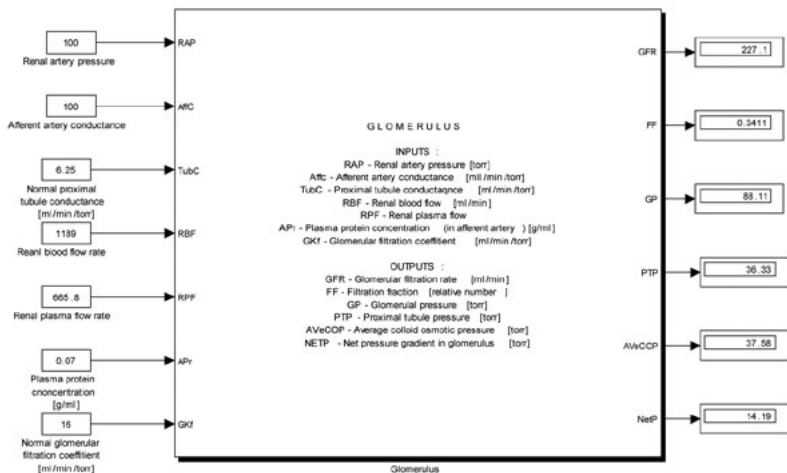 100
Renal artery pressure
100
Afferent artery conductance
6.25
Normal proximal
tubule conductance
[ml/min/torr]
1189
Reanl blood flow rate
665.8
Renal plasma flow rate
0.07
Plasma protein
cnoncentration
[g/ml]
16
Normal glomerular
filtration coeffitient
[ml/min/torr]
RAP
AffC
TubC
RBF
RPF
APr
GKf
GLOMERULUS
INPUTS :
RAP - Renal artery pressure [torr]
Affc - Afferent artery conductance [mll/min/torr]
TubC - Proximal tubule conductaqnce [ml/min/torr]
RBF - Renal blood flow [ml/min]
RPF - Renal plasma flow
APr - Plasma protein concentration (in afferent artery ) [g/ml]
GKf - Glomerular filtration coeffitient [ml/min/torr]
OUTPUTS :
GFR - Glomerular filtration rate [ml/min]
FF - Filtration fraction [relative number ]
GP - Glomerulal pressure [torr]
PTP - Proximal tubule pressure [torr]
AVeCOP - Average colloid osmotic pressure [torr]
NETP - Net pressure gradient in glomerulus [torr]
GFR
FF
GP
PTP
AVeCCP
NetP
227.1
0.3411
88.11
36.33
37.58
14.19
Glomerulus